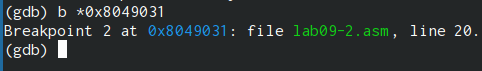 (gdb) b *0x8049031
Breakpoint 2 at 0x8049031: file lab09-2.asm, line 20.
(gdb)